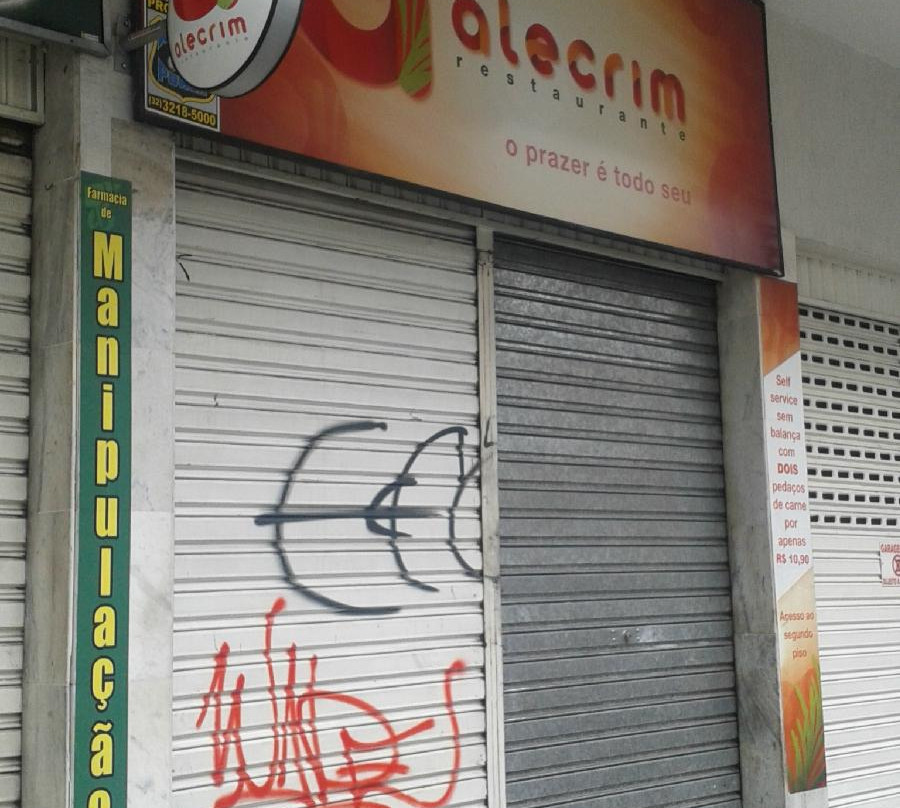 alecrim
restaurante
(32)3218-5000
alecrim
restaurante
o prazer é todo seu
Farmácia
de
Manipulação
Self
service
sem
balança
com
DOIS
pedaços
de carne
por
apenas
R$ 10,90
Acesso ao
segundo
piso